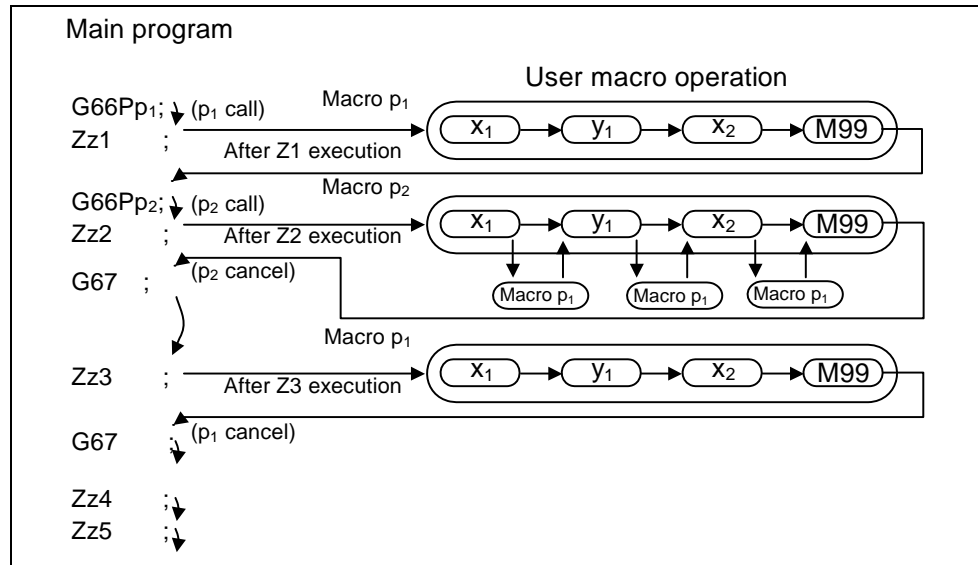 Main program
User macro operation
G66Pp₁; (p₁ call) Macro p₁
x₁ y₁ x₂ M99
Zz1 ;
After Z1 execution
Macro p₂
G66Pp₂; (p₂ call)
x₁ y₁ x₂ M99
Zz2 ; After Z2 execution
(p₂ cancel)
G67 ;
Macro p₁ Macro p₁ Macro p₁
Macro p₁
x₁ y₁ x₂ M99
Zz3 ; After Z3 execution
(p₁ cancel)
G67 ;
Zz4 ;
Zz5 ;